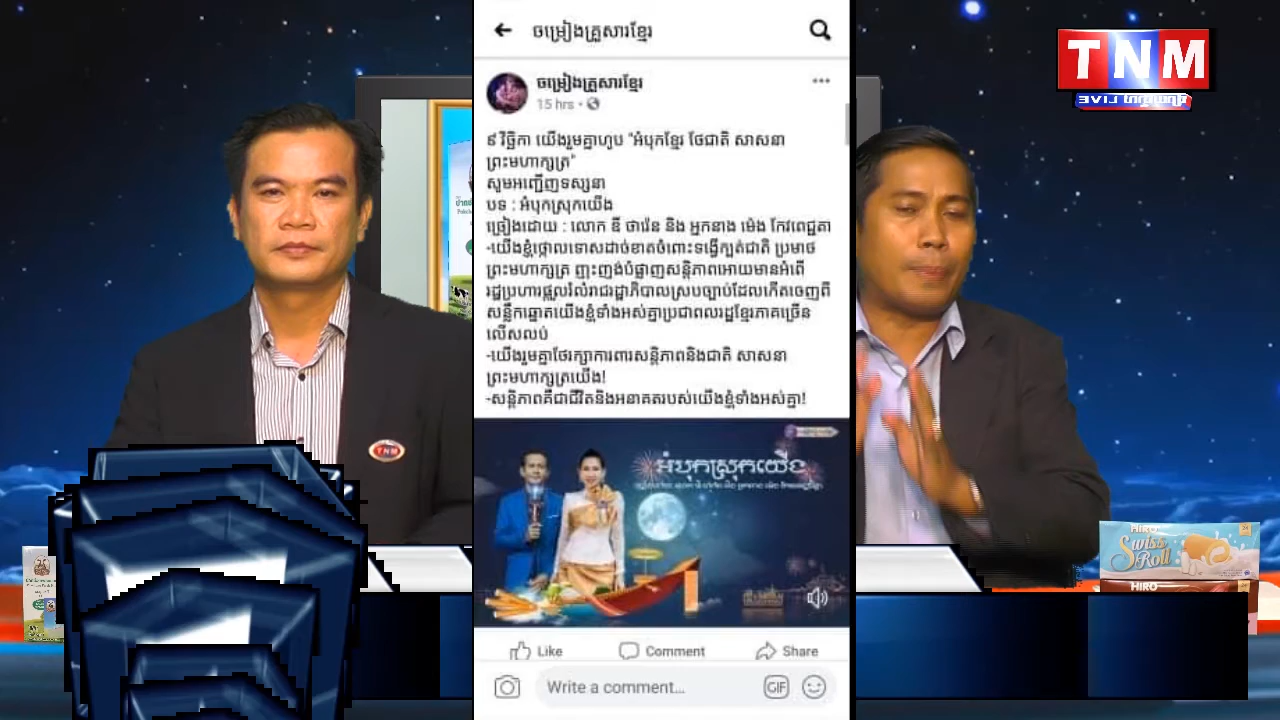 ចម្រៀងគ្រួសារខ្មែរ
ចម្រៀងគ្រួសារខ្មែរ
15 hrs
៩ វិច្ឆិកា យើងរួមគ្នាហូប "អំបុកខ្មែរ ថែជាតិ សាសនា
ព្រះមហាក្សត្រ"
សូមអញ្ជើញទស្សនា
បទ : អំបុកស្រុកយើង
ច្រៀងដោយ : លោក ឌី ថាវ៉េន និង អ្នកនាង ម៉េង កែវពេជ្ជតា
-យើងខ្ញុំថ្កោលទោសដាច់ខាតចំពោះទង្វើក្បត់ជាតិ ប្រមាថ
ព្រះមហាក្សត្រ ញុះញង់បំផ្លាញសន្តិភាពអោយមានអំពើ
រដ្ឋប្រហារផ្តួលរំលំរាជរដ្ឋាភិបាលស្របច្បាប់ដែលកើតចេញពី
សន្លឹកឆ្នោតយើងខ្ញុំទាំងអស់គ្នាប្រជាពលរដ្ឋខ្មែរភាគច្រើន
លើសលប់
-យើងរួមគ្នាថែរក្សាការពារសន្តិភាពនិងជាតិ សាសនា
ព្រះមហាក្សត្រយើង!
-សន្តិភាពគឺជាជីវិតនិងអនាគតរបស់យើងខ្ញុំទាំងអស់គ្នា!
អំបុកស្រុកយើង
Like Comment Share
Write a comment...
GIF
TNM
TNM
HIRO
Swiss
Roll
HIRO